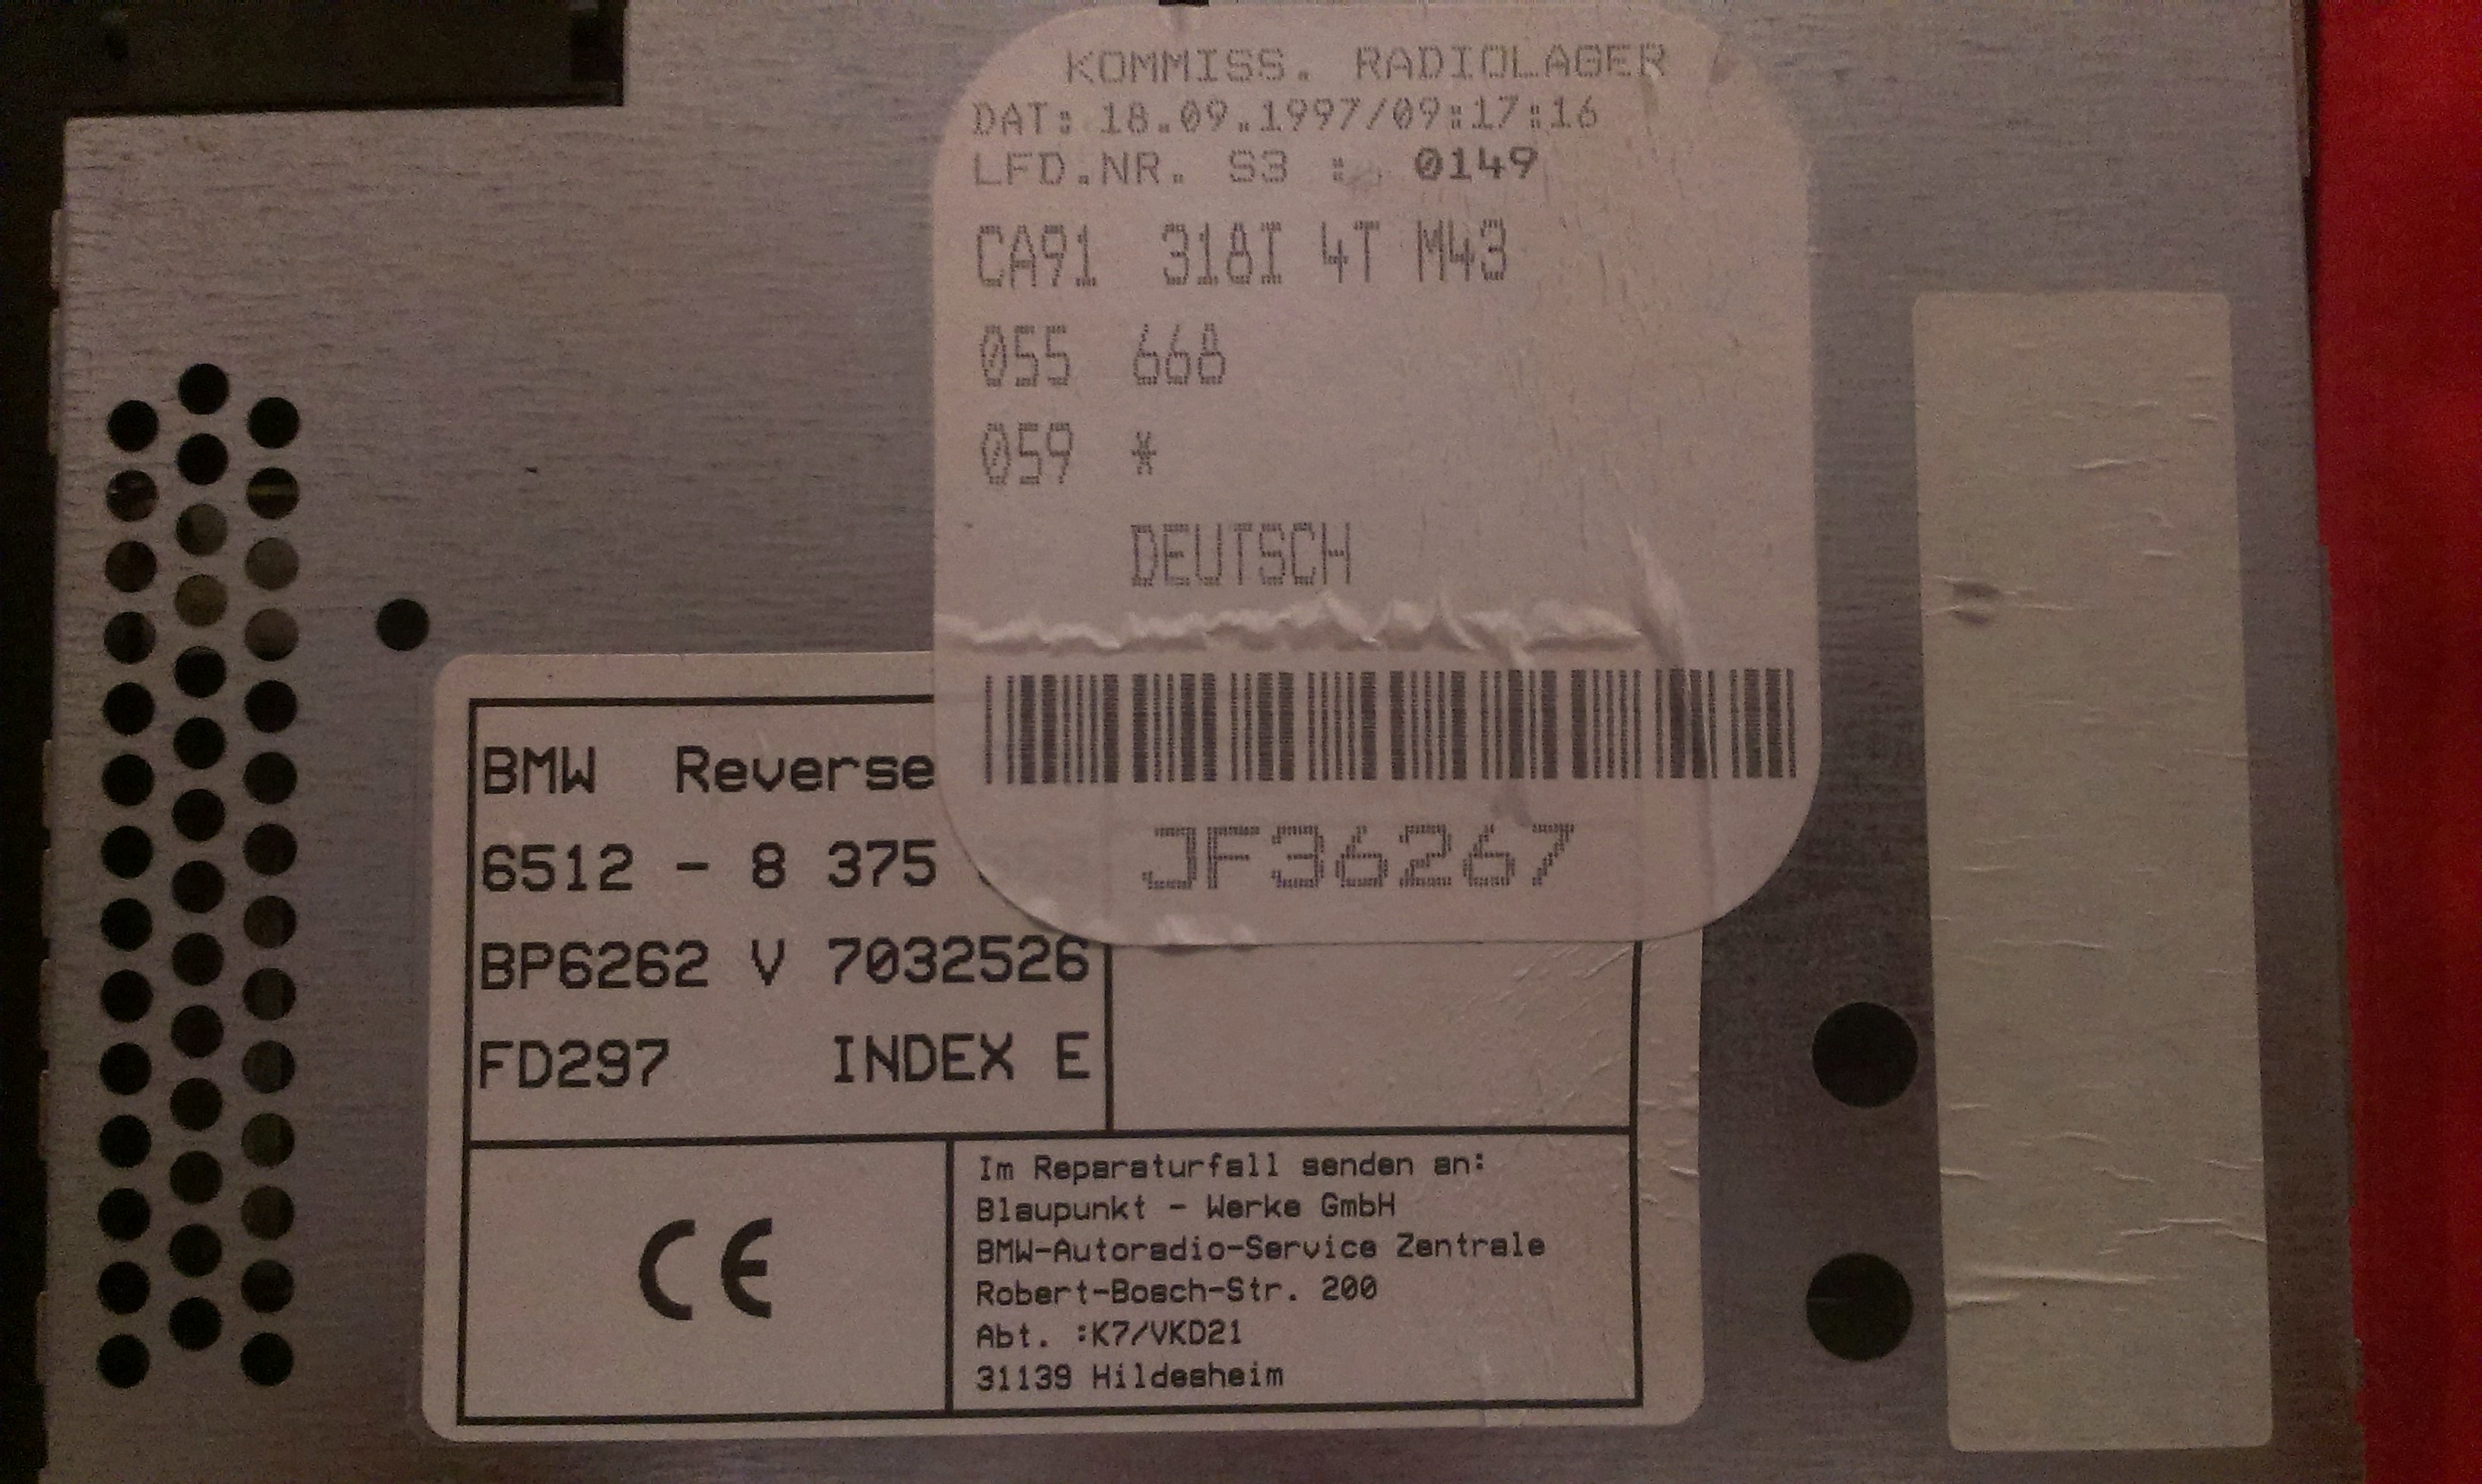 KOMMISS. RADIOLAGER
DAT: 18.09.1997/09:17:16
LFD.NR. S3 : 0149
CA91 318I 4T M43
055 668
059 *
DEUTSCH
JF36267
BMW Reverse
6512 - 8 375
BP6262 V 7032526
FD297 INDEX E
CE
Im Reparaturfall senden an:
Blaupunkt - Werke GmbH
BMW-Autoradio-Service Zentrale
Robert-Bosch-Str. 200
Abt. :K7/VKD21
31139 Hildesheim